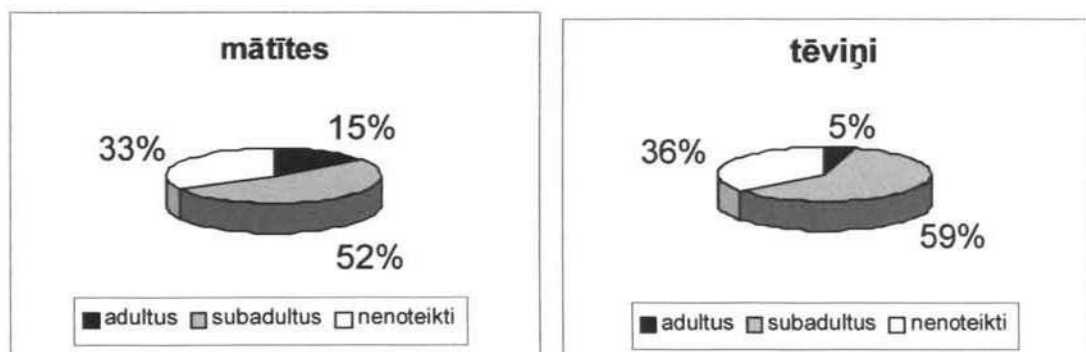 mātītes
33%
15%
52%
adultus subadultus nenoteikti
tēviņi
36%
5%
59%
adultus subadultus nenoteikti